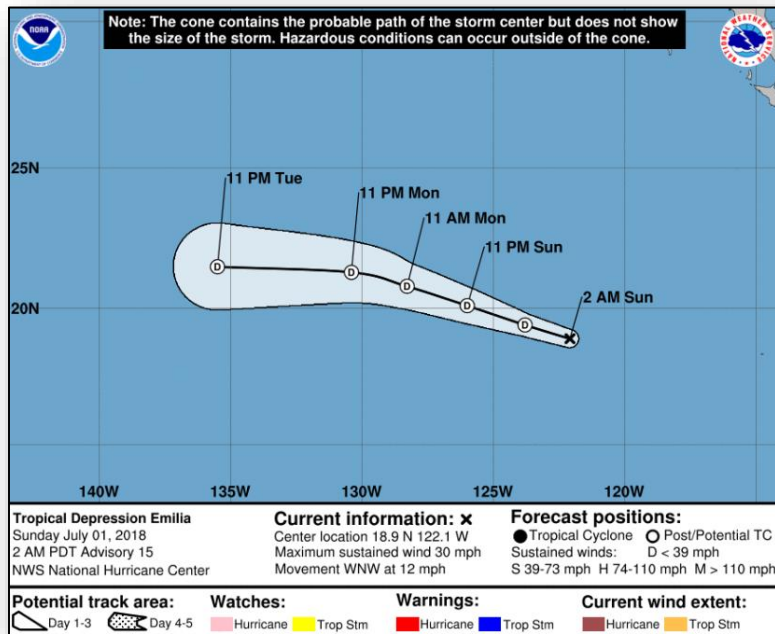 Note: The cone contains the probable path of the storm center but does not show
the size of the storm. Hazardous conditions can occur outside of the cone.
NOAA
NATIONAL WEATHER SERVICE
25N
11 PM Tue
11 PM Mon
11 AM Mon
11 PM Sun
2 AM Sun
20N
D
D
D
D
D
140W 135W 130W 125W 120W
Tropical Depression Emilia
Sunday July 01, 2018
2 AM PDT Advisory 15
NWS National Hurricane Center
Current information: x
Center location 18.9 N 122.1 W
Maximum sustained wind 30 mph
Movement WNW at 12 mph
Forecast positions:
Tropical Cyclone Post/Potential TC
Sustained winds: D < 39 mph
S 39-73 mph H 74-110 mph M > 110 mph
Potential track area:
Day 1-3 Day 4-5
Watches:
Hurricane Trop Stm
Warnings:
Hurricane Trop Stm
Current wind extent:
Hurricane Trop Stm